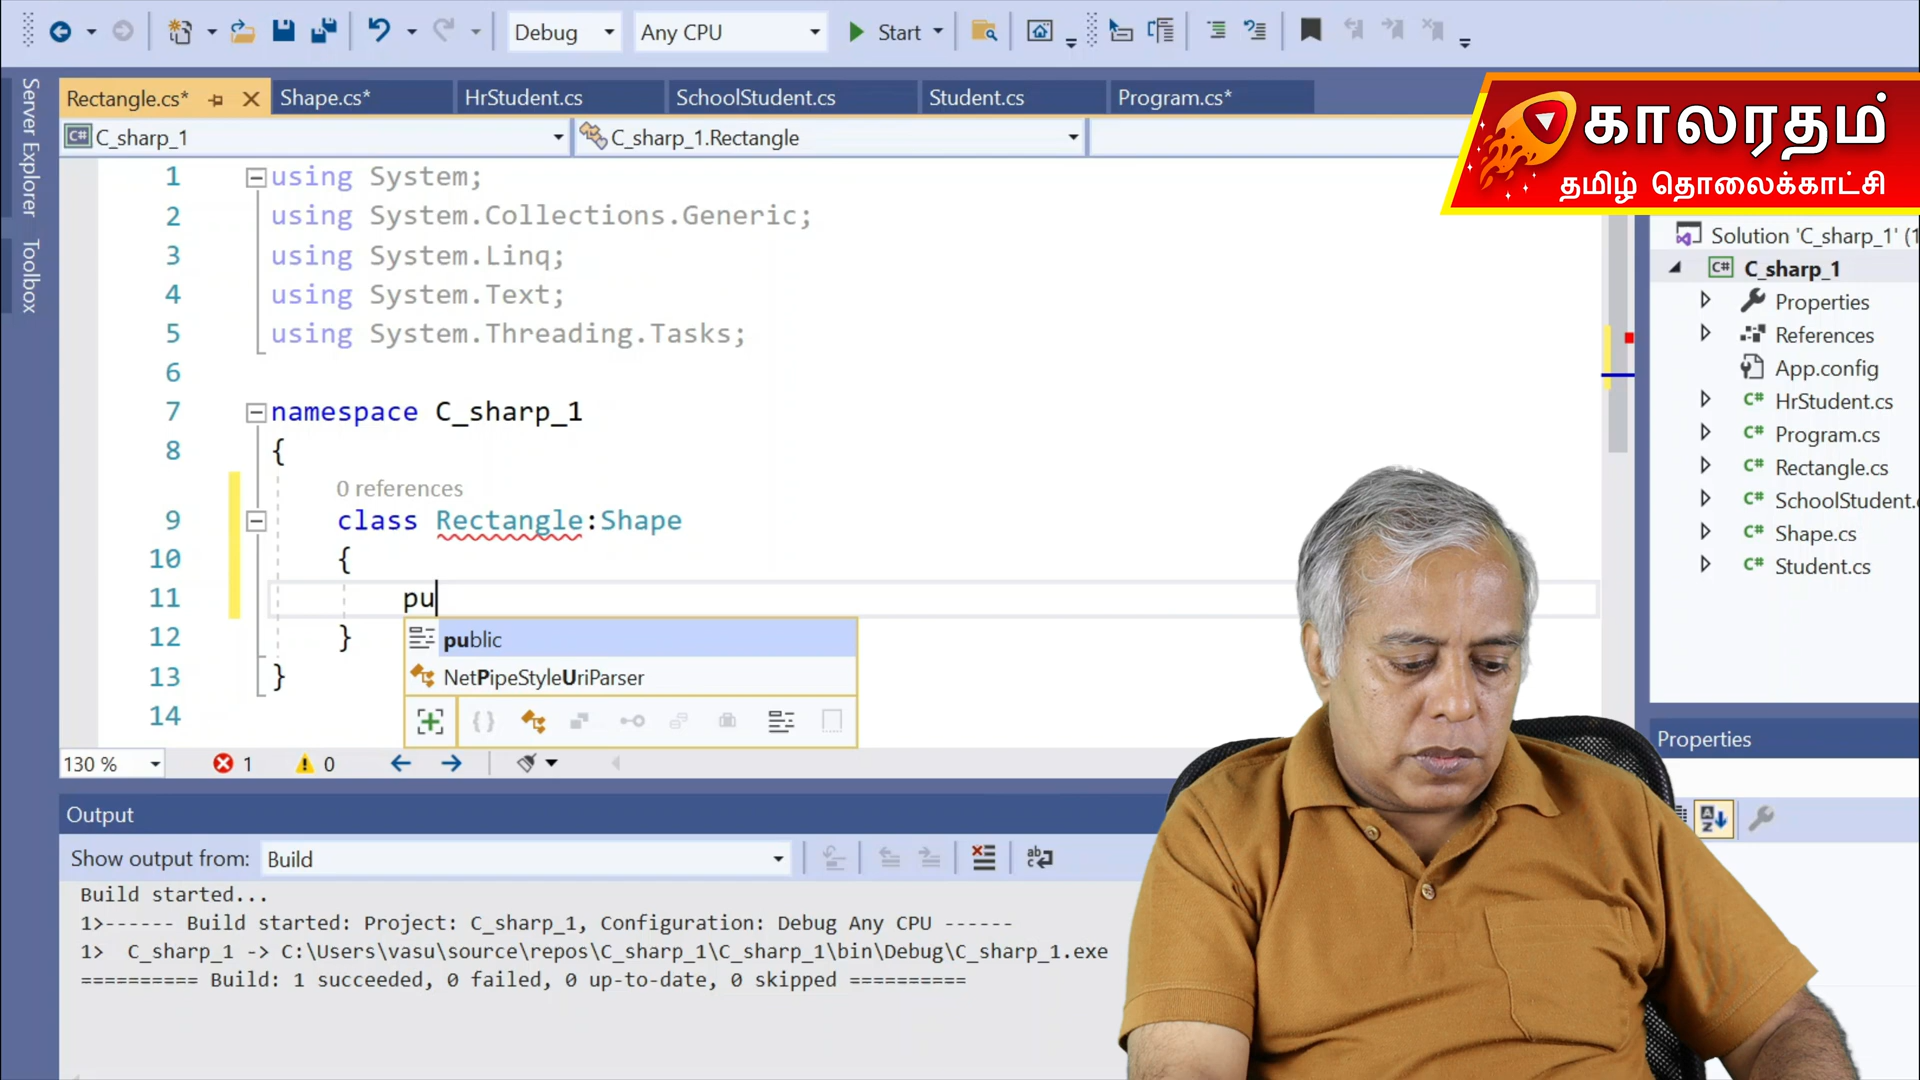 Debug
Any CPU
Start
Server Explorer
Toolbox
Rectangle.cs*
Shape.cs*
HrStudent.cs
SchoolStudent.cs
Student.cs
Program.cs*
C# C_sharp_1
C_sharp_1.Rectangle
காலரதம்
தமிழ் தொலைக்காட்சி
1 using System;
2 using System.Collections.Generic;
3 using System.Linq;
4 using System.Text;
5 using System.Threading.Tasks;
6
7 namespace C_sharp_1
8 {
0 references
9 class Rectangle:Shape
10 {
11 pu
12 }
13 }
14
public
NetPipeStyleUriParser
130 %
1
0
Solution 'C_sharp_1' (1
C# C_sharp_1
Properties
References
App.config
C# HrStudent.cs
C# Program.cs
C# Rectangle.cs
C# SchoolStudent.
C# Shape.cs
C# Student.cs
Properties
Output
Show output from: Build
Build started...
1>------ Build started: Project: C_sharp_1, Configuration: Debug Any CPU ------
1> C_sharp_1 -> C:\Users\vasu\source\repos\C_sharp_1\C_sharp_1\bin\Debug\C_sharp_1.exe
========== Build: 1 succeeded, 0 failed, 0 up-to-date, 0 skipped ==========